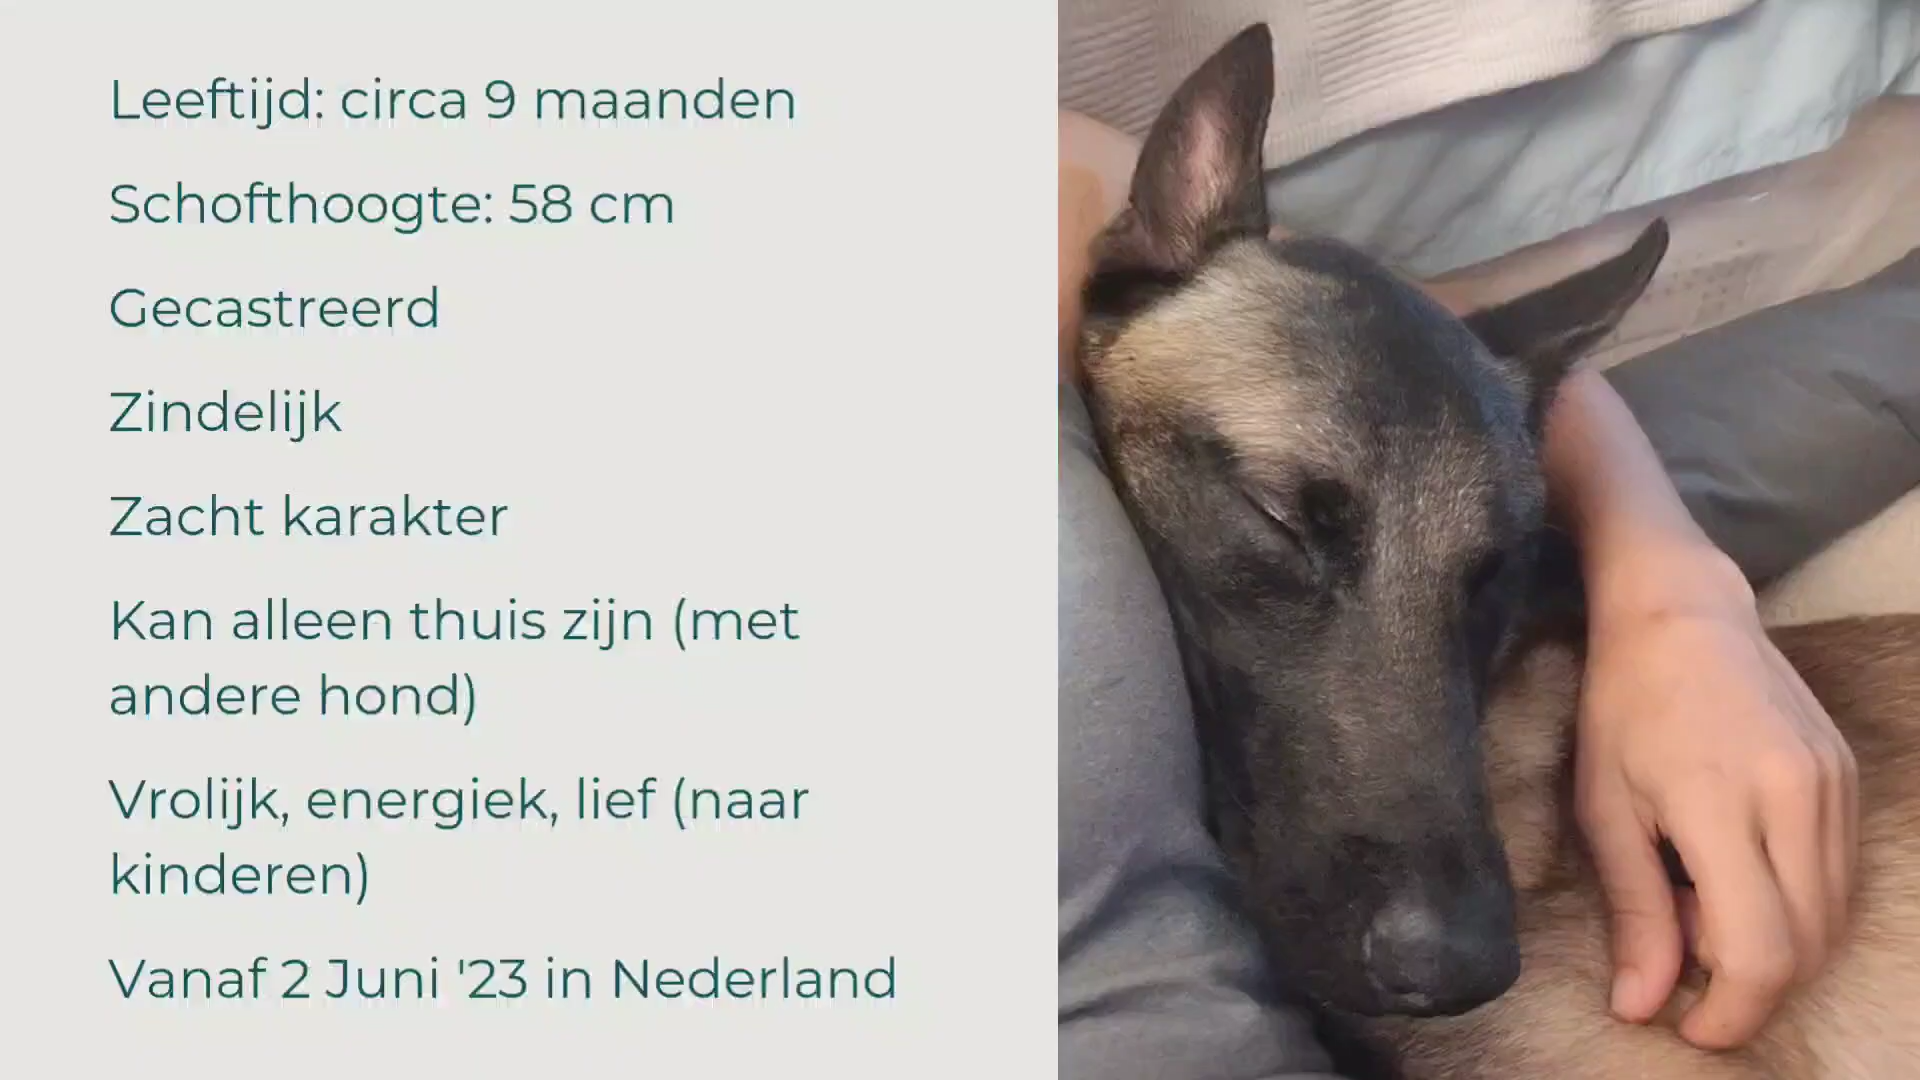 Leeftijd: circa 9 maanden
Schofthoogte: 58 cm
Gecastreerd
Zindelijk
Zacht karakter
Kan alleen thuis zijn (met
andere hond)
Vrolijk, energiek, lief (naar
kinderen)
Vanaf 2 Juni '23 in Nederland